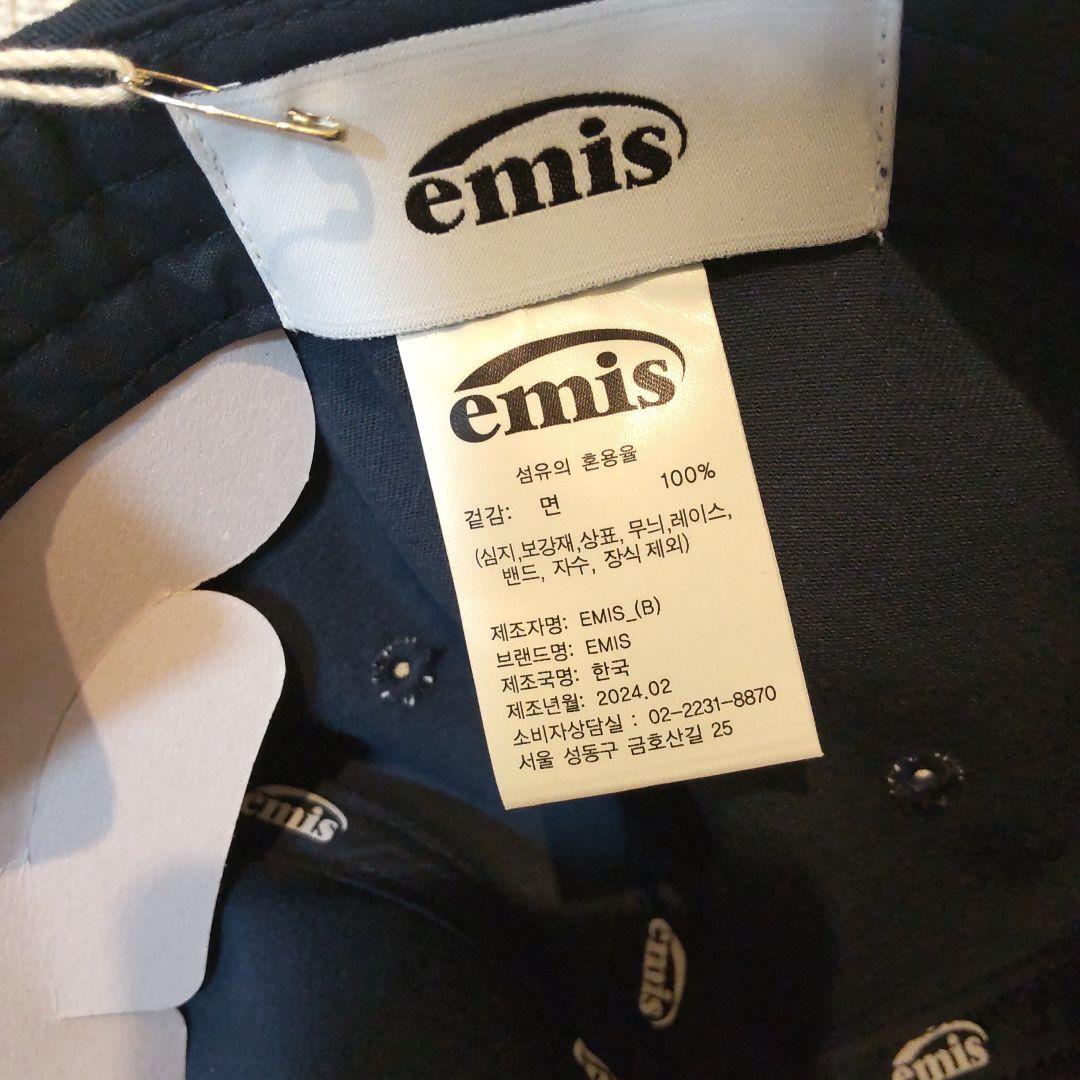 emis
emis
섬유의 혼용율
겉감: 면 100%
(심지,보강재,상표, 무늬,레이스,
밴드, 자수, 장식 제외)
제조자명: EMIS_(B)
브랜드명: EMIS
제조국명: 한국
제조년월: 2024.02
소비자상담실 : 02-2231-8870
서울 성동구 금호산길 25
emis
emis
emis